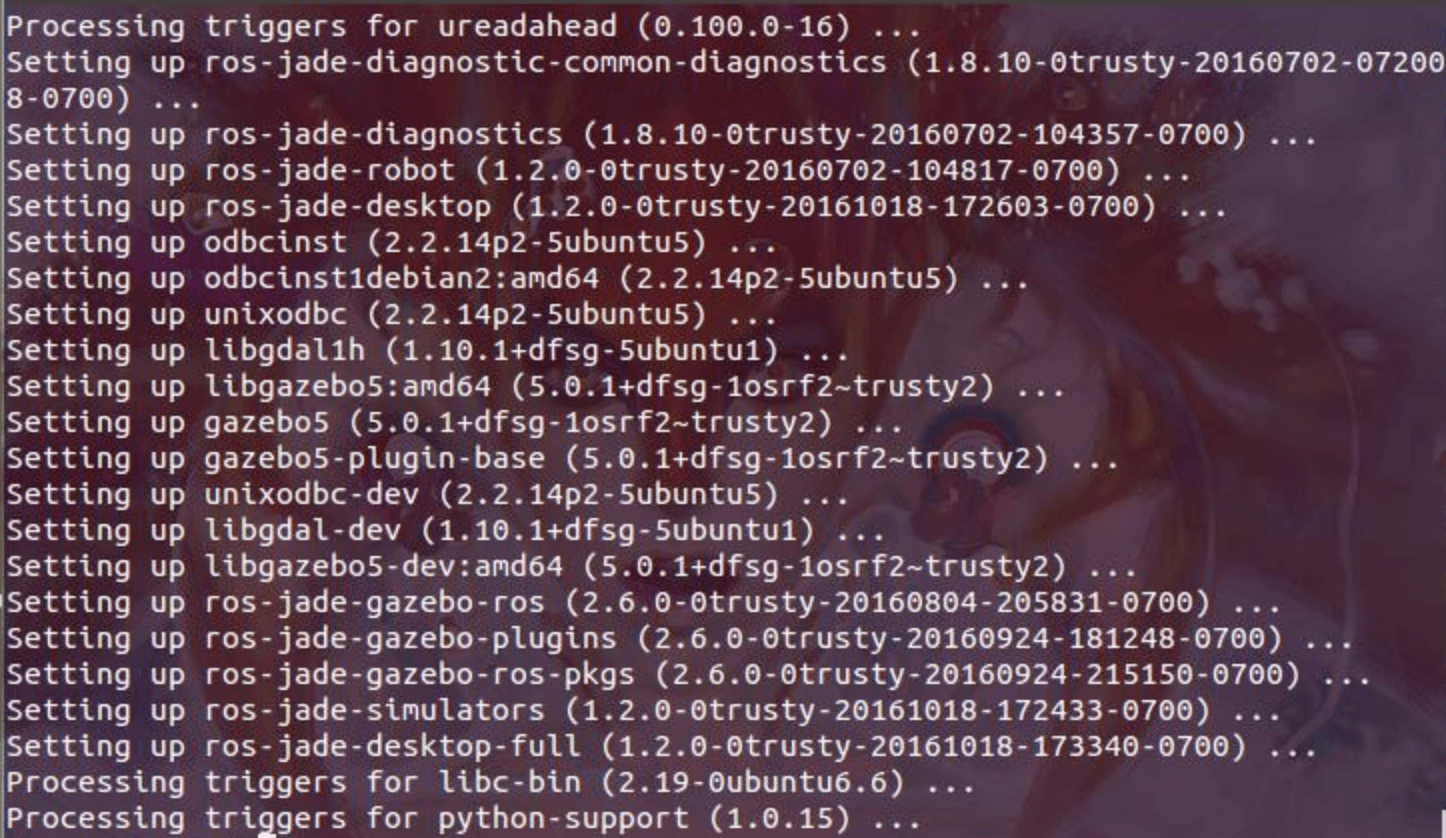 Processing triggers for ureadahead (0.100.0-16) ...
Setting up ros-jade-diagnostic-common-diagnostics (1.8.10-0trusty-20160702-07200
8-0700) ...
Setting up ros-jade-diagnostics (1.8.10-0trusty-20160702-104357-0700) ...
Setting up ros-jade-robot (1.2.0-0trusty-20160702-104817-0700) ...
Setting up ros-jade-desktop (1.2.0-0trusty-20161018-172603-0700) ...
Setting up odbcinst (2.2.14p2-5ubuntu5) ...
Setting up odbcinst1debian2:amd64 (2.2.14p2-5ubuntu5) ...
Setting up unixodbc (2.2.14p2-5ubuntu5) ...
Setting up libgdal1h (1.10.1+dfsg-5ubuntu1) ...
Setting up libgazebo5:amd64 (5.0.1+dfsg-1osrf2~trusty2) ...
Setting up gazebo5 (5.0.1+dfsg-1osrf2~trusty2) ...
Setting up gazebo5-plugin-base (5.0.1+dfsg-1osrf2~trusty2) ...
Setting up unixodbc-dev (2.2.14p2-5ubuntu5) ...
Setting up libgdal-dev (1.10.1+dfsg-5ubuntu1) ...
Setting up libgazebo5-dev:amd64 (5.0.1+dfsg-1osrf2~trusty2) ...
Setting up ros-jade-gazebo-ros (2.6.0-0trusty-20160804-205831-0700) ...
Setting up ros-jade-gazebo-plugins (2.6.0-0trusty-20160924-181248-0700) ...
Setting up ros-jade-gazebo-ros-pkgs (2.6.0-0trusty-20160924-215150-0700) ...
Setting up ros-jade-simulators (1.2.0-0trusty-20161018-172433-0700) ...
Setting up ros-jade-desktop-full (1.2.0-0trusty-20161018-173340-0700) ...
Processing triggers for libc-bin (2.19-0ubuntu6.6) ...
Processing triggers for python-support (1.0.15) ...